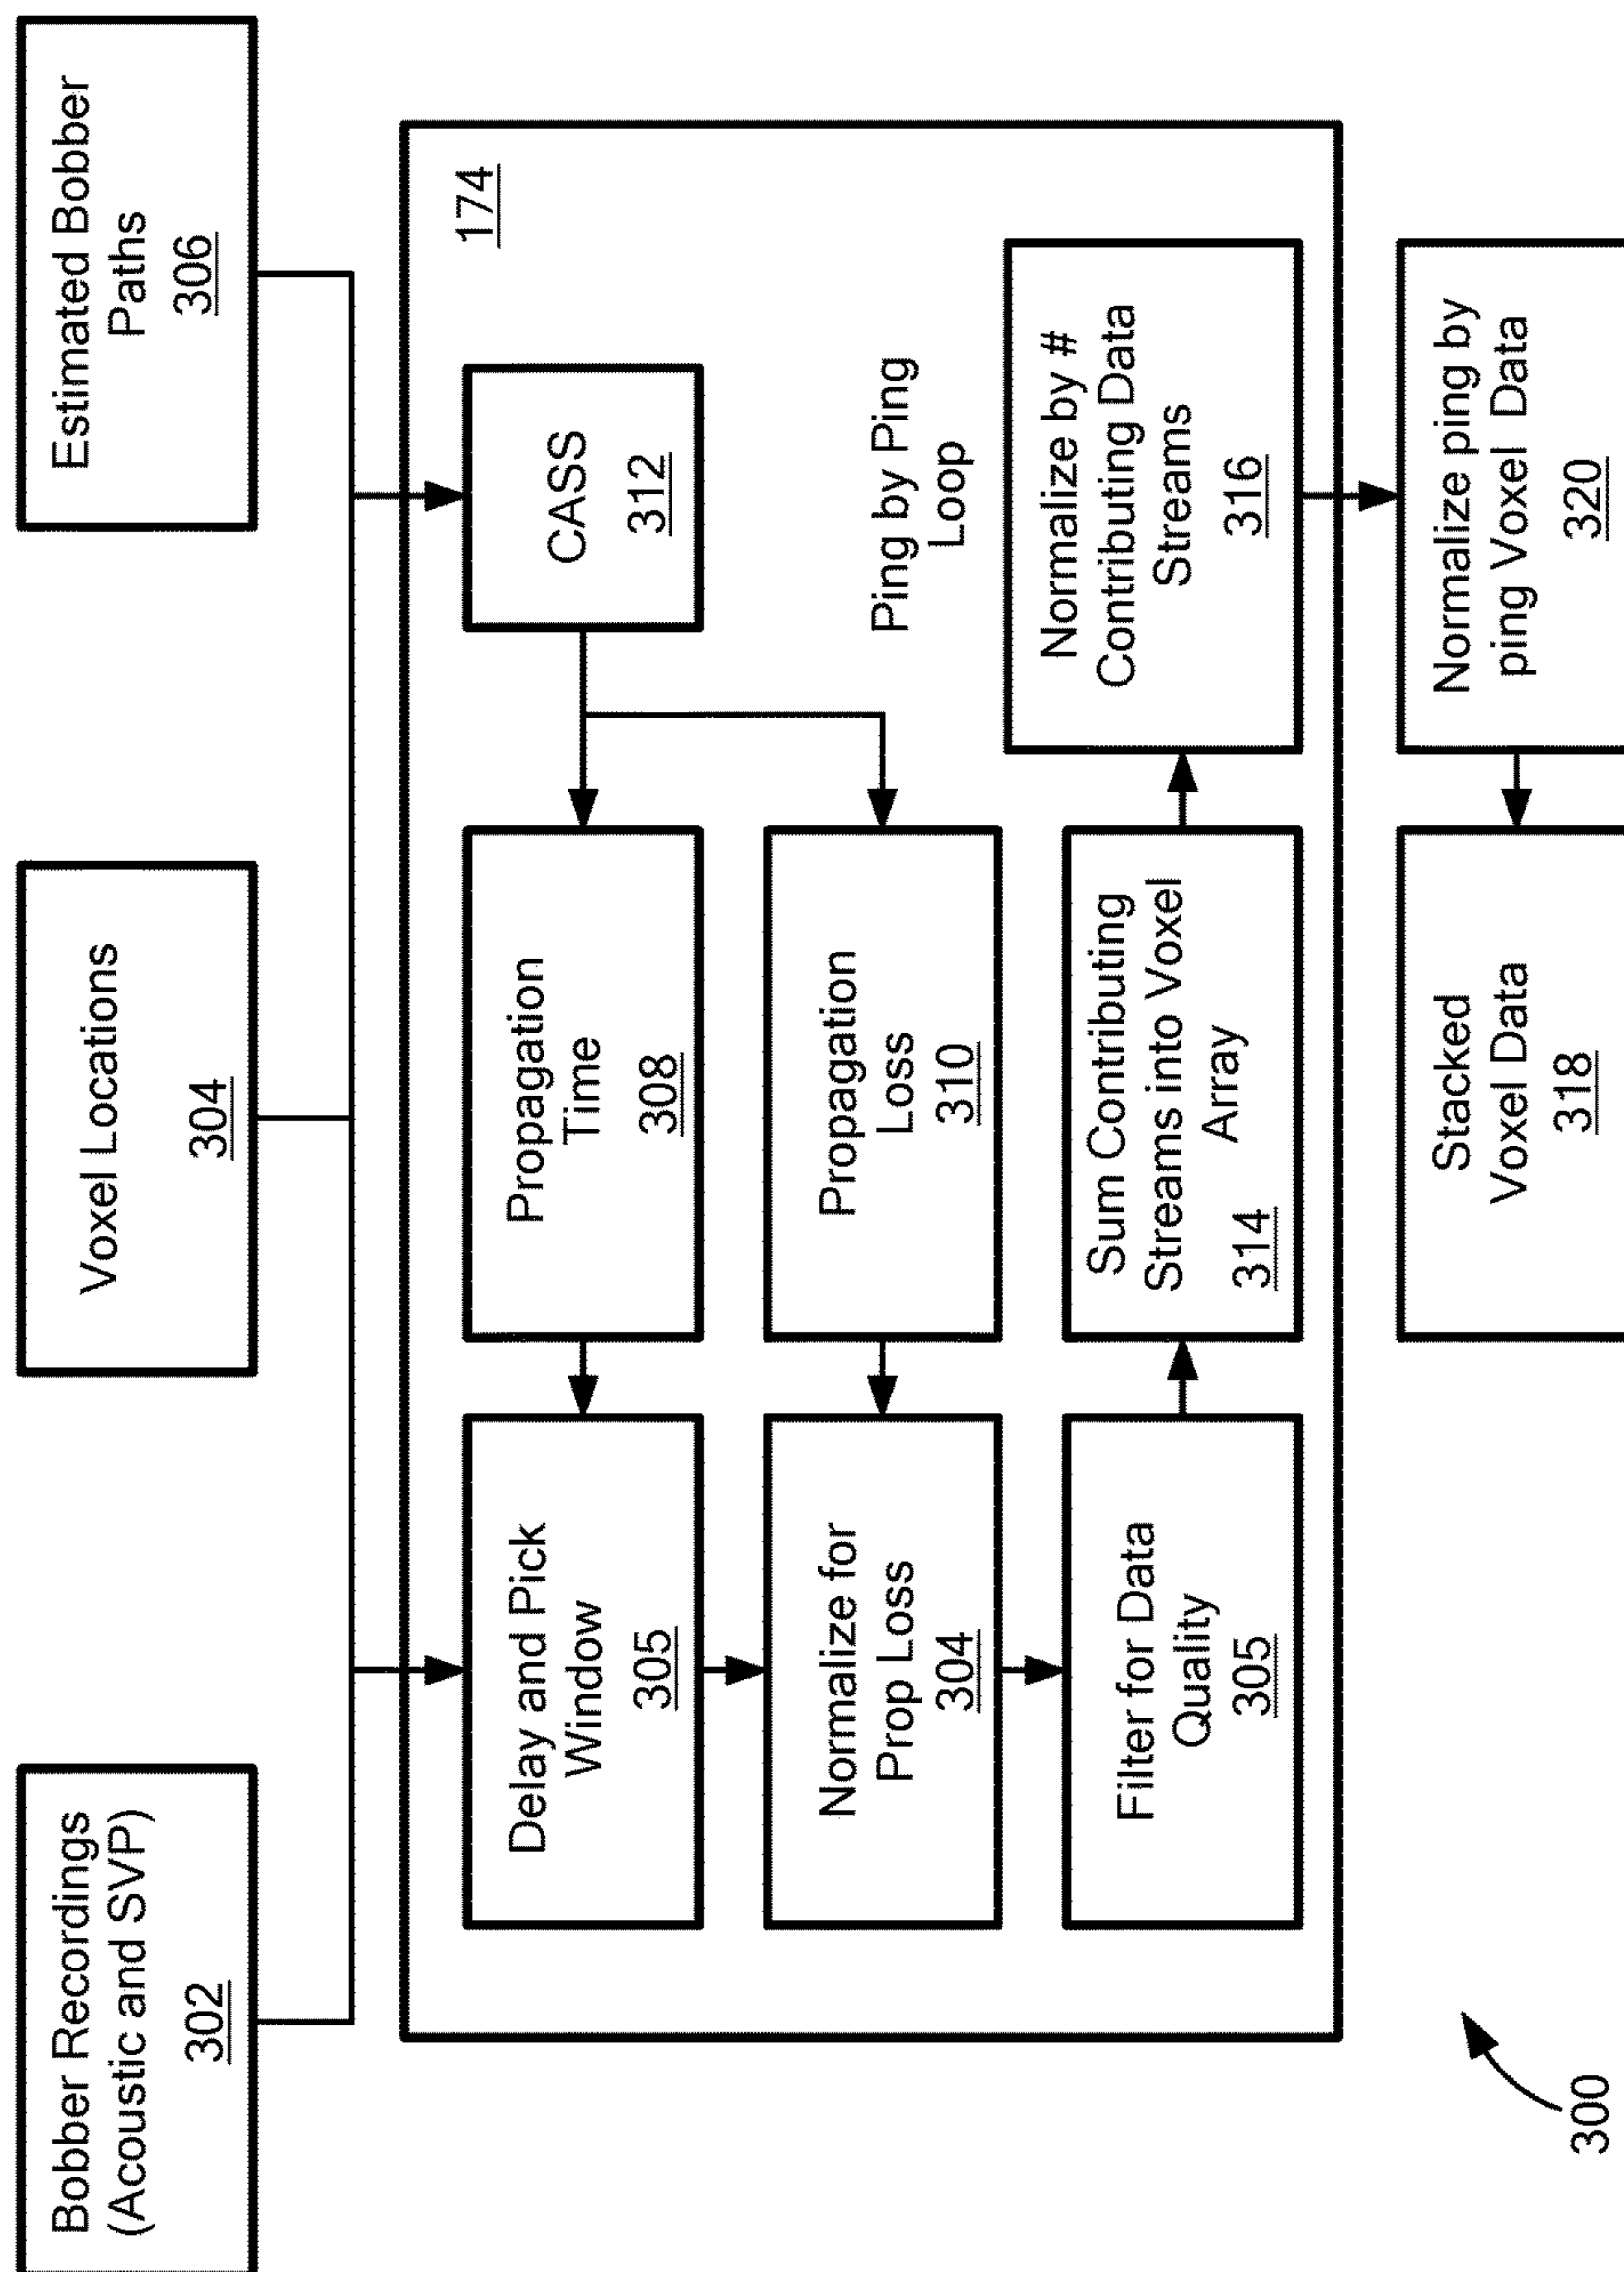 Bobber Recordings
(Acoustic and SVP)
302
Voxel Locations
304
Estimated Bobber
Paths
306
174
Delay and Pick
Window
305
Propagation
Time
308
CASS
312
Normalize for
Prop Loss
304
Propagation
Loss
310
Ping by Ping
Loop
Filter for Data
Quality
305
Sum Contributing
Streams into Voxel
Array
314
Normalize by #
Contributing Data
Streams
316
Stacked
Voxel Data
318
Normalize ping by
ping Voxel Data
320
300